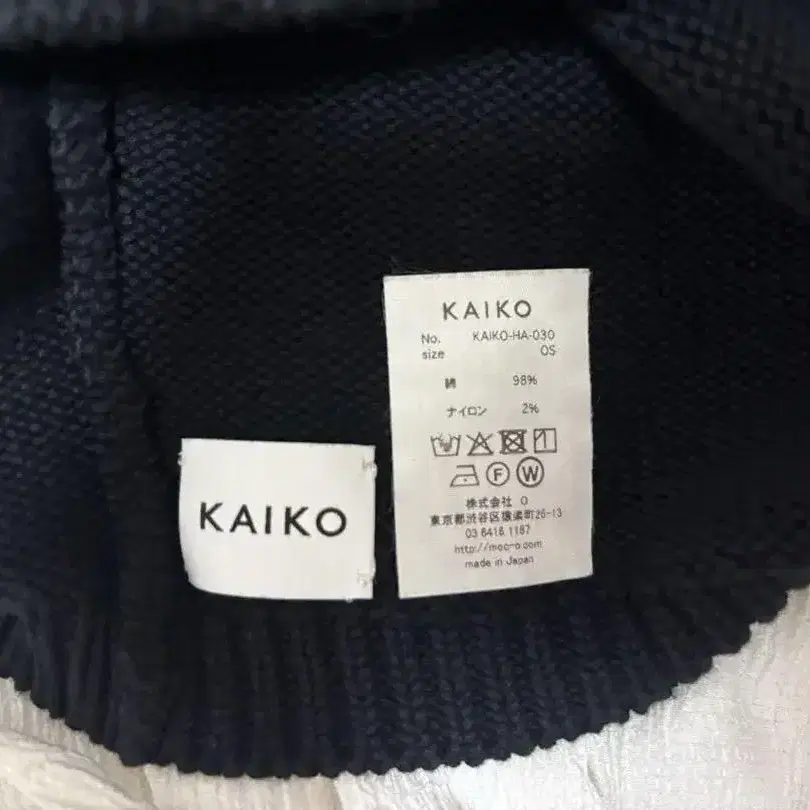 KAIKO
No. KAIKO-HA-030
size OS
綿 98%
ナイロン 2%
F W
株式会社 O
東京都渋谷区猿楽町26-13
03 6416 1187
http://moc-o.com
made in Japan
KAIKO